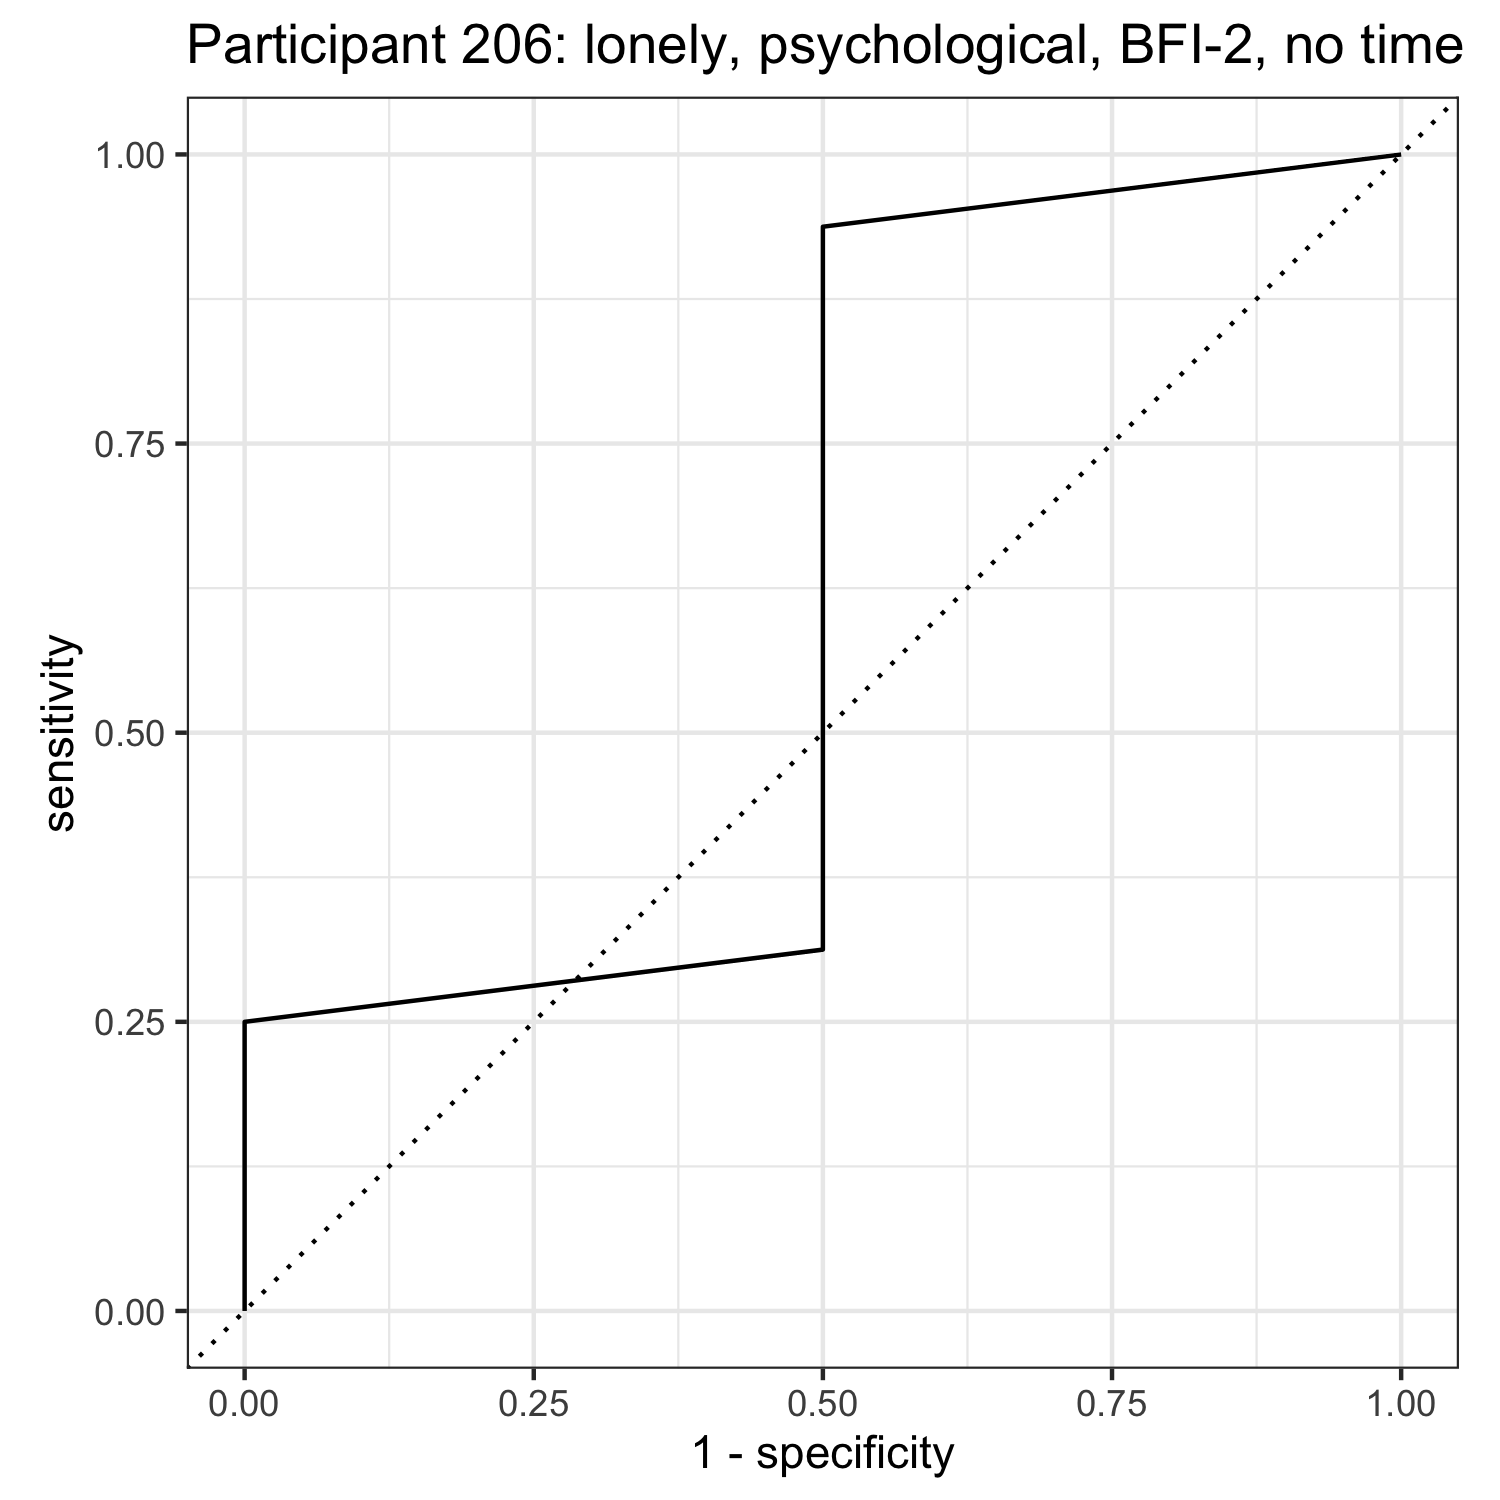 Participant 206: lonely, psychological, BFI-2, no time
1.00
0.75
0.50
0.25
0.00
sensitivity
0.00 0.25 0.50 0.75 1.00
1 - specificity